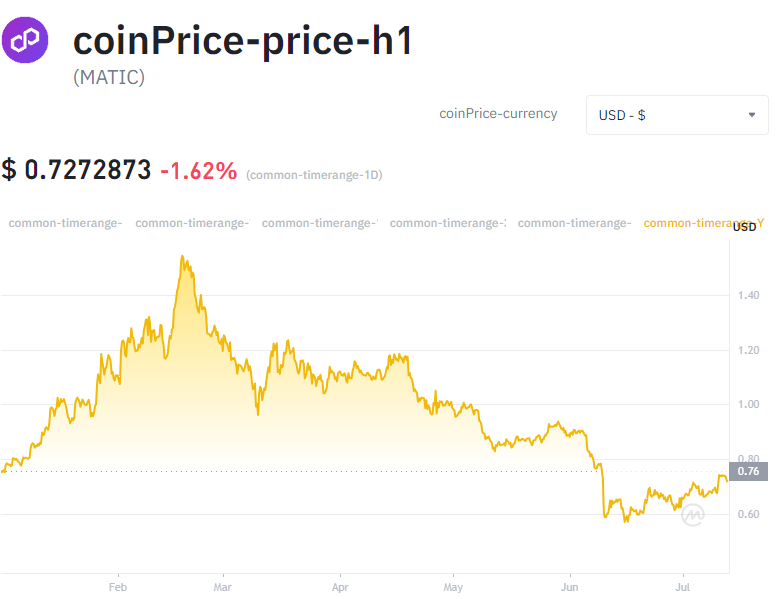 coinPrice-price-h1
(MATIC)
coinPrice-currency
USD - $
$ 0.7272873 -1.62% (common-timerange-1D)
common-timerange- common-timerange- common-timerange- common-timerange- common-timerange- common-timerange-Y
USD
1.40
1.20
1.00
0.80
0.76
0.60
Feb Mar Apr May Jun Jul